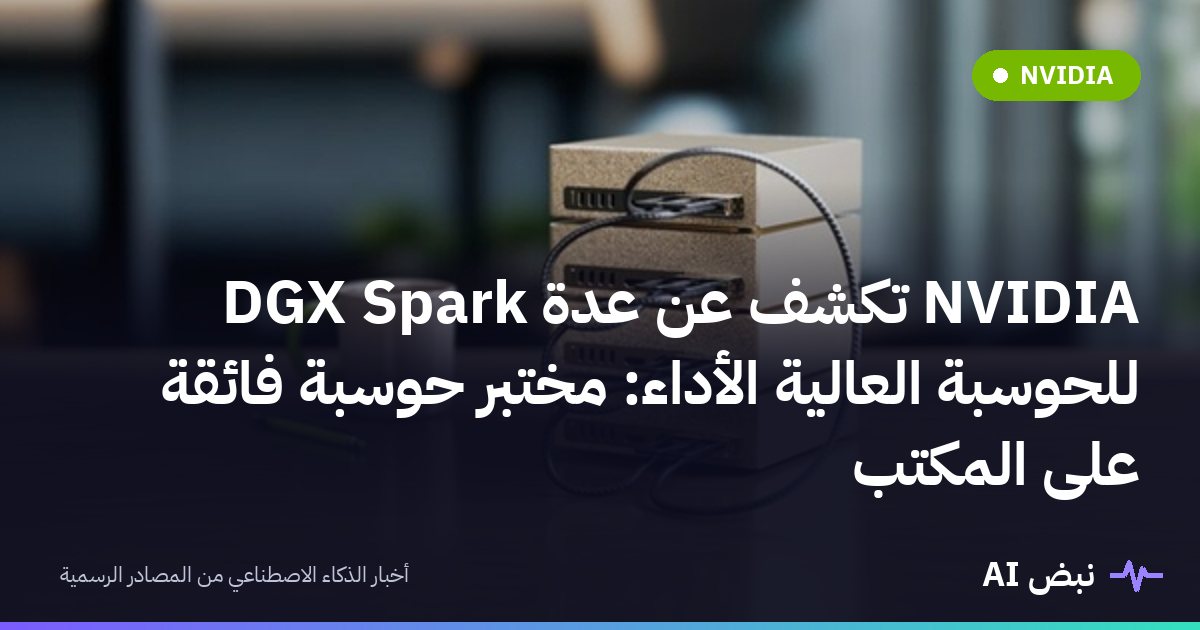 NVIDIA
NVIDIA تكشف عن عدة DGX Spark
للحوسبة العالية الأداء: مختبر حوسبة فائقة
على المكتب
نبض AI
أخبار الذكاء الاصطناعي من المصادر الرسمية